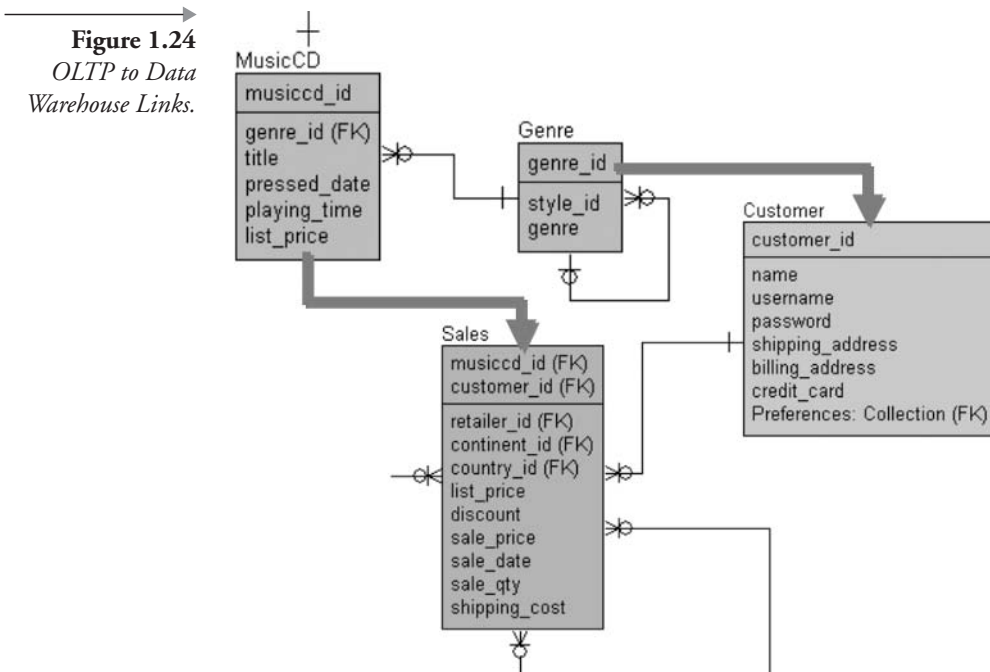 Figure 1.24
OLTP to Data
Warehouse Links.
MusicCD
musiccd_id
genre_id (FK)
title
pressed_date
playing_time
list_price
Genre
genre_id
style_id
genre
Customer
customer_id
name
username
password
shipping_address
billing_address
credit_card
Preferences: Collection (FK)
Sales
musiccd_id (FK)
customer_id (FK)
retailer_id (FK)
continent_id (FK)
country_id (FK)
list_price
discount
sale_price
sale_date
sale_qty
shipping_cost